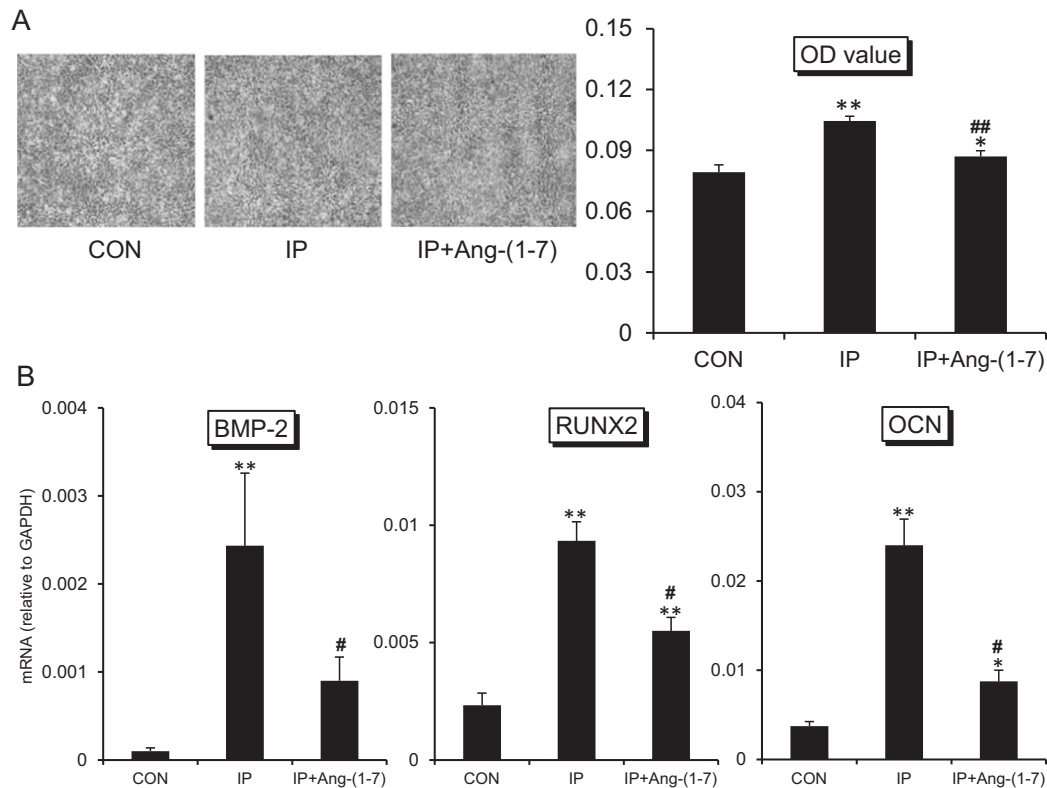 A
CON
IP
IP+Ang-(1-7)
OD value
0.15
0.12
0.09
0.06
0.03
0
**
##
*
CON
IP
IP+Ang-(1-7)
B
mRNA (relative to GAPDH)
BMP-2
0.004
0.003
0.002
0.001
0
**
#
CON
IP
IP+Ang-(1-7)
RUNX2
0.015
0.01
0.005
0
**
#
**
CON
IP
IP+Ang-(1-7)
OCN
0.04
0.03
0.02
0.01
0
**
#
*
CON
IP
IP+Ang-(1-7)